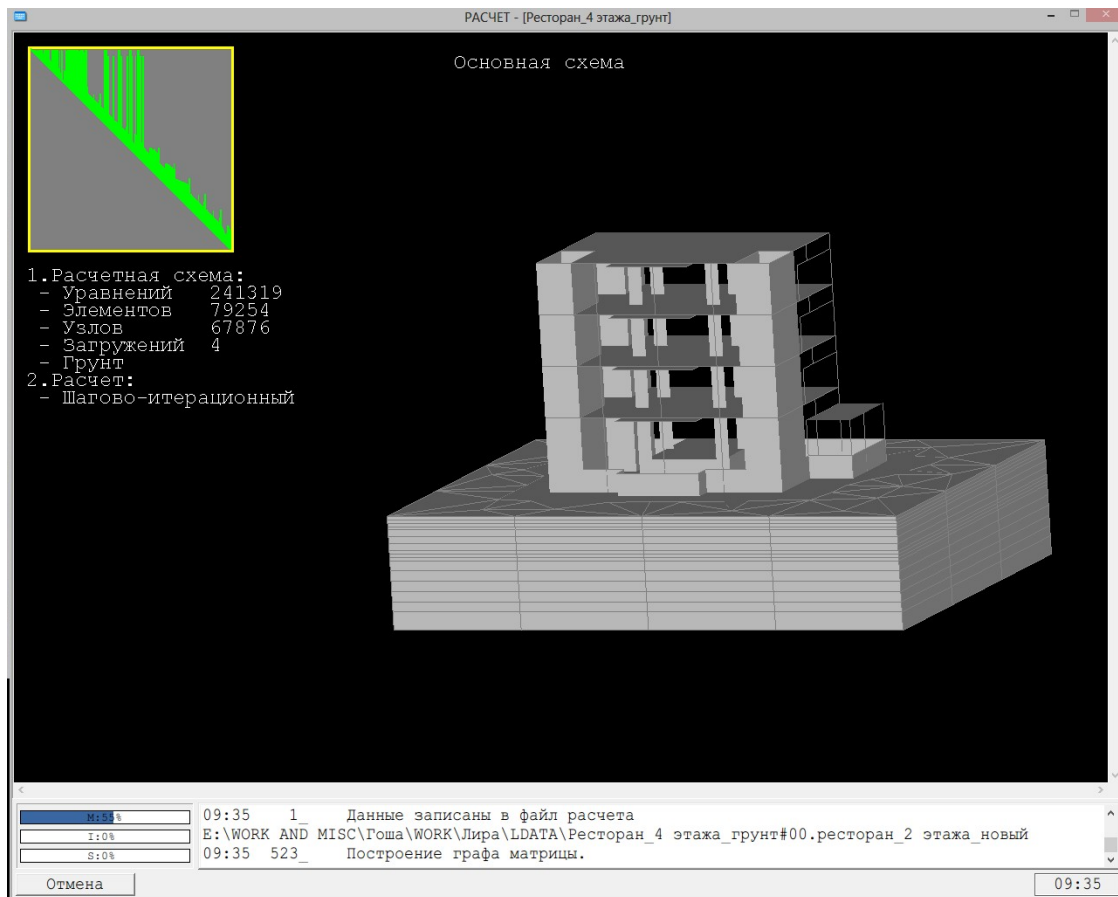 РАСЧЕТ - [Ресторан_4 этажа_грунт]
Основная схема
1.Расчетная схема:
- Уравнений 241319
- Элементов 79254
- Узлов 67876
- Загружений 4
- Грунт
2.Расчет:
- Шагово-итерационный
M:55%
I:0%
S:0%
09:35 1_ Данные записаны в файл расчета
E:\WORK AND MISC\Гоша\WORK\Лира\LDATA\Ресторан_4 этажа_грунт#00.ресторан_2 этажа_новый
09:35 523_ Построение графа матрицы.
Отмена
09:35